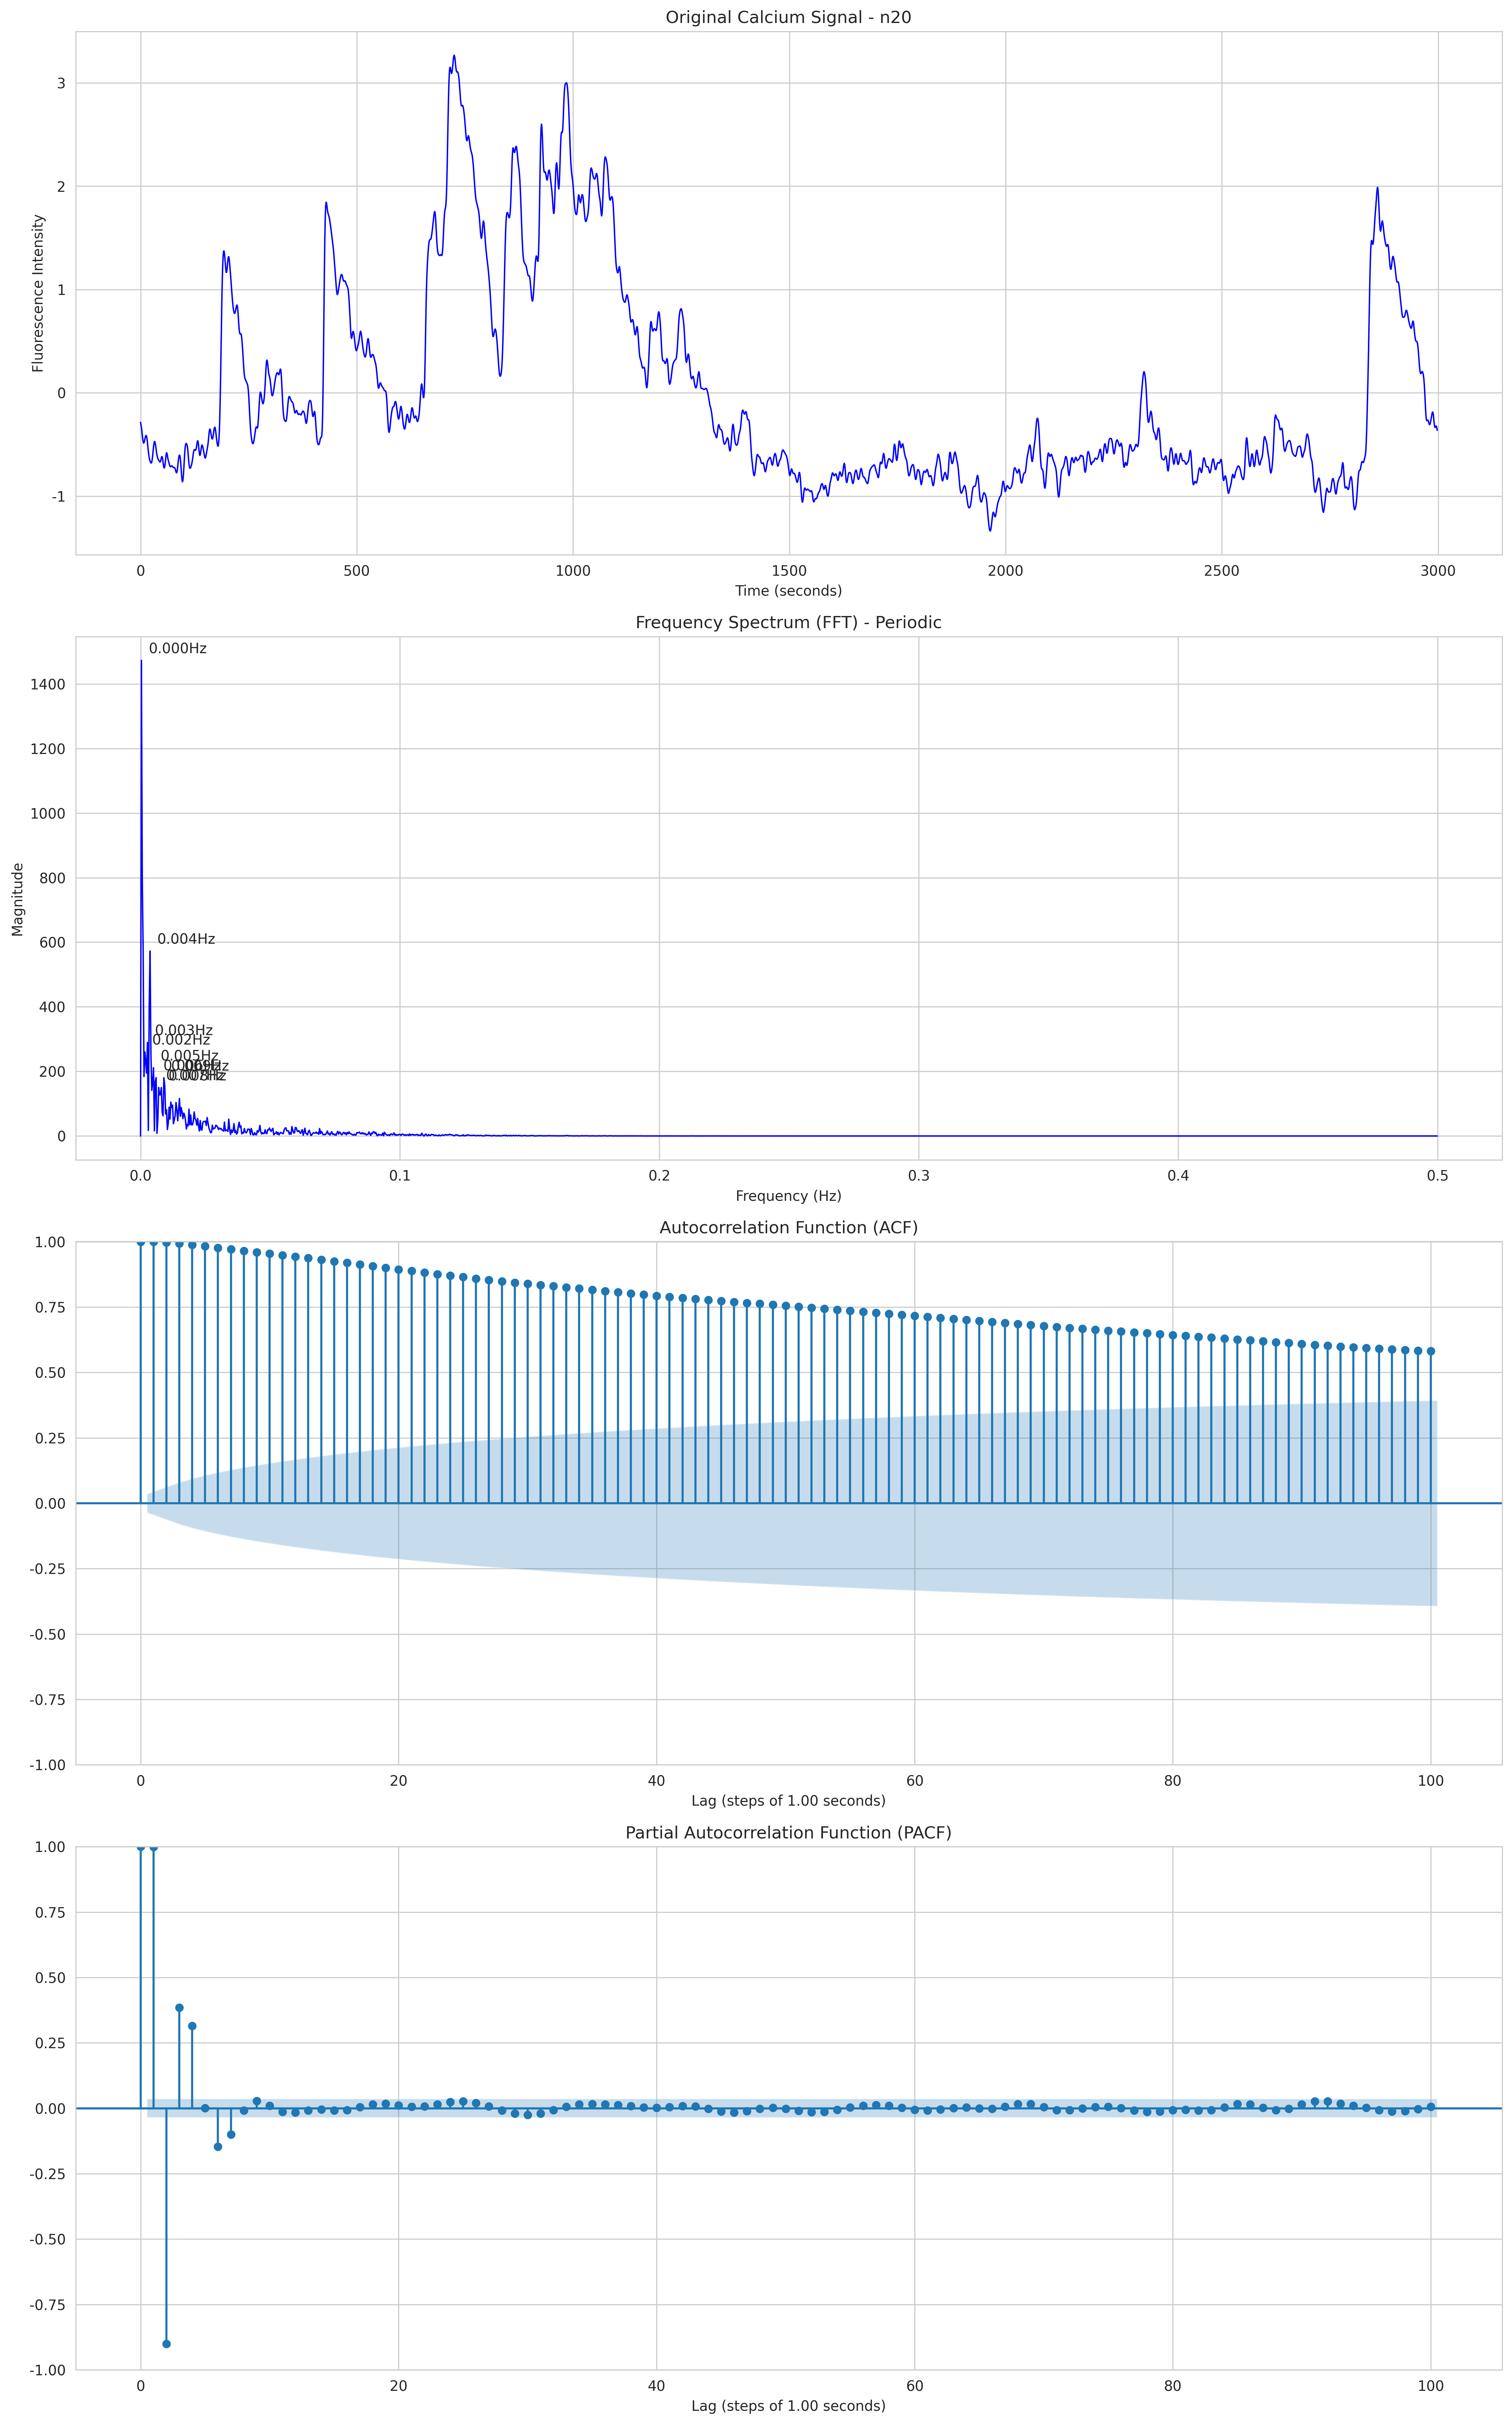 Original Calcium Signal - n20
Fluorescence Intensity
3
2
1
0
-1
0 500 1000 1500 2000 2500 3000
Time (seconds)
Frequency Spectrum (FFT) - Periodic
Magnitude
0.000Hz
1400
1200
1000
800
0.004Hz
600
400
0.003Hz
0.002Hz
0.005Hz
200
0
0.0 0.1 0.2 0.3 0.4 0.5
Frequency (Hz)
Autocorrelation Function (ACF)
1.00
0.75
0.50
0.25
0.00
-0.25
-0.50
-0.75
-1.00
0 20 40 60 80 100
Lag (steps of 1.00 seconds)
Partial Autocorrelation Function (PACF)
1.00
0.75
0.50
0.25
0.00
-0.25
-0.50
-0.75
-1.00
0 20 40 60 80 100
Lag (steps of 1.00 seconds)